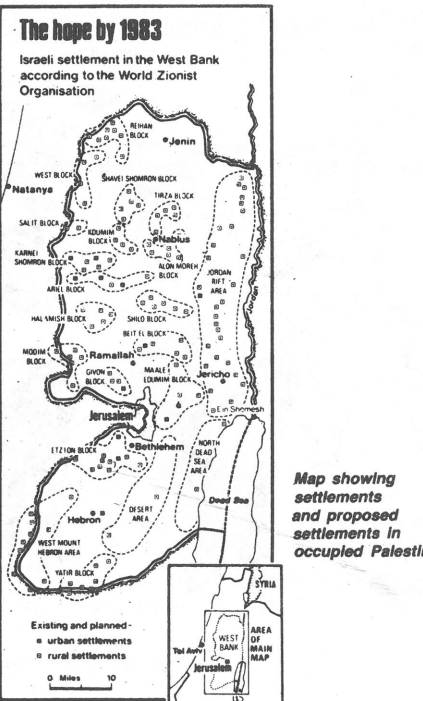 The hope by 1983
Israeli settlement in the West Bank
according to the World Zionist
Organisation
REIHAN
BLOCK
Jenin
WEST BLOCK
Natanya
SHAVEI SHOMRON BLOCK
TIRZA BLOCK
SALIT BLOCK
KDUMIM
BLOCK
Nablus
KARNEI
SHOMRON BLOCK
ALON MOREH
BLOCK
JORDAN
RIFT
AREA
ARIEL BLOCK
HALAMISH BLOCK
SHILO BLOCK
BEIT EL BLOCK
MODIM
BLOCK
Ramallah
GIVON
BLOCK
MAALE
EDUMIM BLOCK
Jericho
Jerusalem
Ein Shemesh
Bethlehem
ETZION BLOCK
NORTH
DEAD
SEA
AREA
Dead Sea
Hebron
DESERT
AREA
WEST MOUNT
HEBRON AREA
YATIR BLOCK
Map showing
settlements
and proposed
settlements in
occupied Palesti
Existing and planned-
urban settlements
rural settlements
0 Miles 10
SYRIA
WEST
BANK
AREA
OF
MAIN
MAP
Tel Aviv
Jerusalem